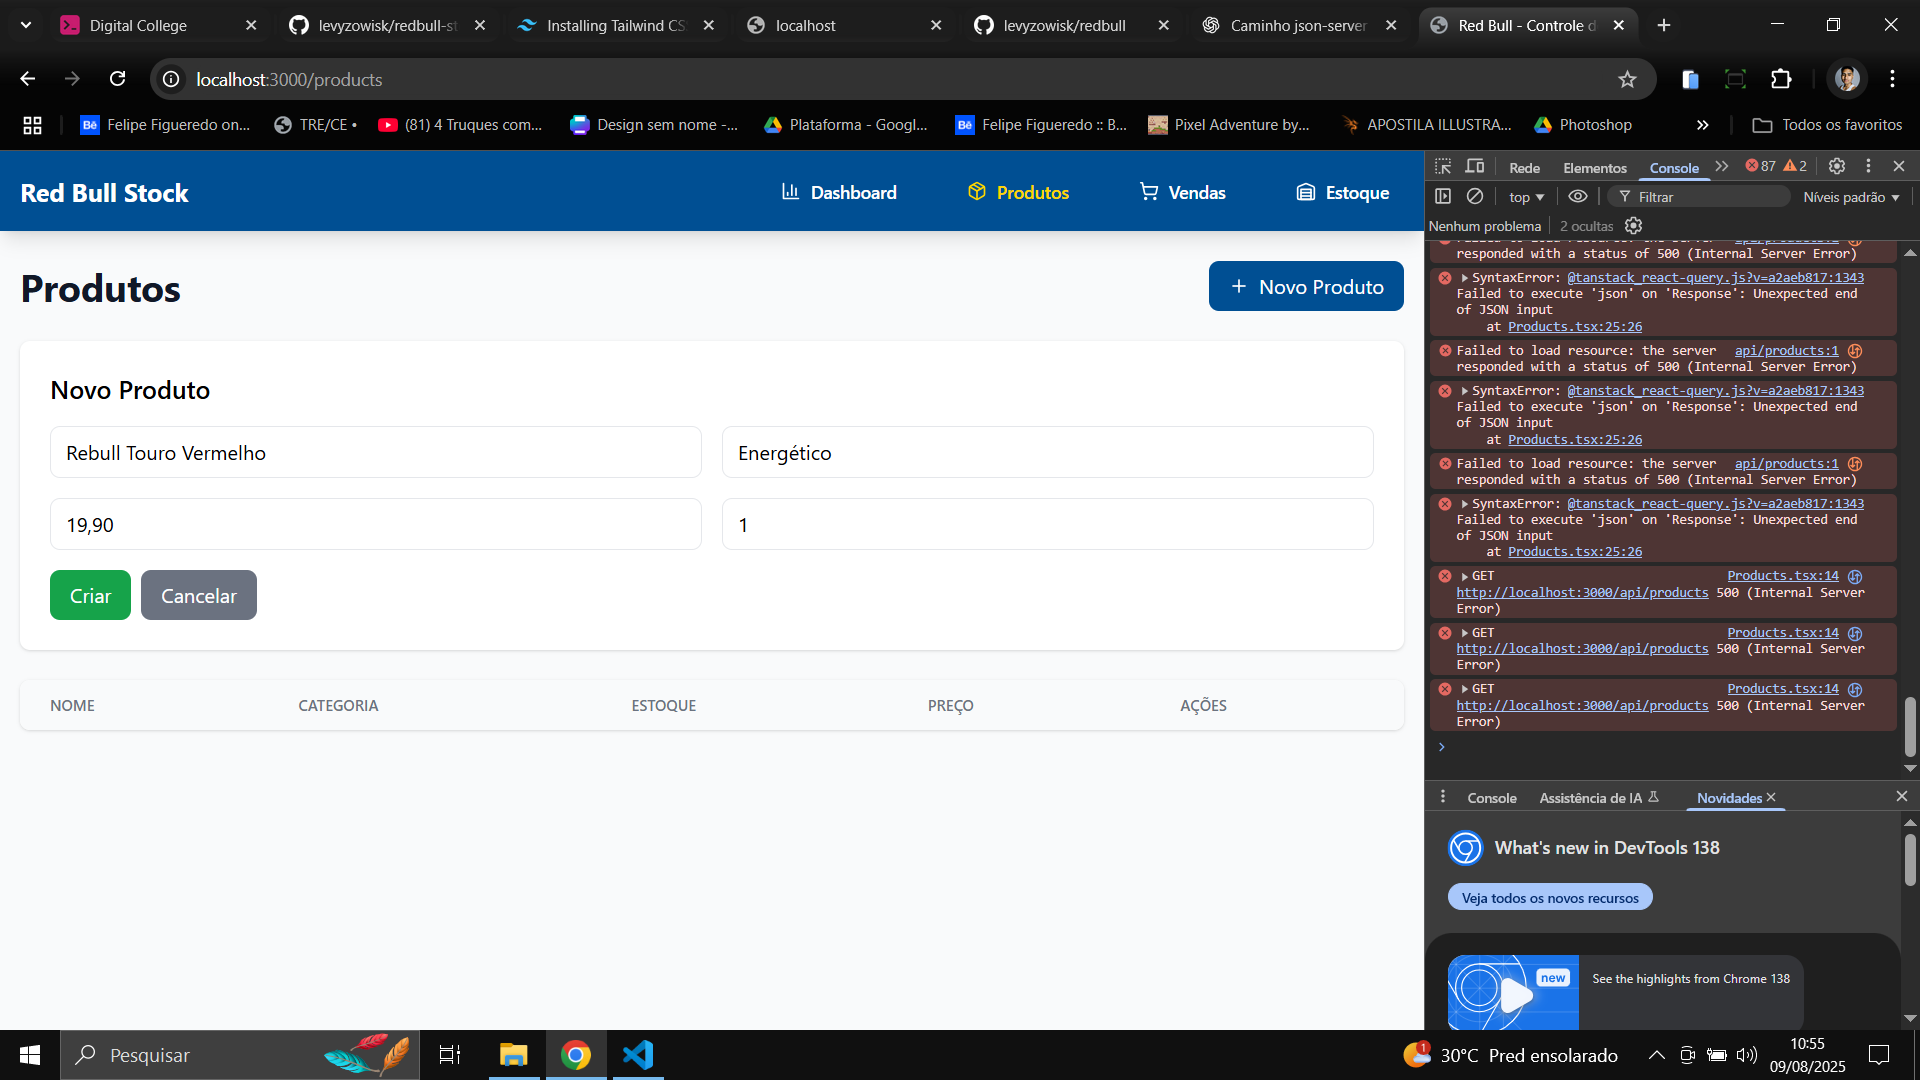 Digital College
levyzowisk/redbull-st
Installing Tailwind CS
localhost
levyzowisk/redbull
Caminho json-server
Red Bull - Controle d
localhost:3000/products
Felipe Figueredo on...
TRE/CE •
(81) 4 Truques com...
Design sem nome -...
Plataforma - Googl...
Felipe Figueredo :: B...
Pixel Adventure by...
APOSTILA ILLUSTRA...
Photoshop
Todos os favoritos
Red Bull Stock
Dashboard
Produtos
Vendas
Estoque
Produtos
+ Novo Produto
Novo Produto
Rebull Touro Vermelho
Energético
19,90
1
Criar
Cancelar
NOME CATEGORIA ESTOQUE PREÇO AÇÕES
Rede
Elementos
Console
87
2
top
Filtrar
Níveis padrão
Nenhum problema
2 ocultas
responded with a status of 500 (Internal Server Error)
SyntaxError: @tanstack_react-query.js?v=a2aeb817:1343
Failed to execute 'json' on 'Response': Unexpected end
of JSON input
at Products.tsx:25:26
Failed to load resource: the server api/products:1
responded with a status of 500 (Internal Server Error)
SyntaxError: @tanstack_react-query.js?v=a2aeb817:1343
Failed to execute 'json' on 'Response': Unexpected end
of JSON input
at Products.tsx:25:26
Failed to load resource: the server api/products:1
responded with a status of 500 (Internal Server Error)
SyntaxError: @tanstack_react-query.js?v=a2aeb817:1343
Failed to execute 'json' on 'Response': Unexpected end
of JSON input
at Products.tsx:25:26
GET Products.tsx:14
http://localhost:3000/api/products 500 (Internal Server
Error)
GET Products.tsx:14
http://localhost:3000/api/products 500 (Internal Server
Error)
GET Products.tsx:14
http://localhost:3000/api/products 500 (Internal Server
Error)
Console
Assistência de IA
Novidades
What's new in DevTools 138
Veja todos os novos recursos
new
See the highlights from Chrome 138
Pesquisar
1
30°C Pred ensolarado
10:55
09/08/2025